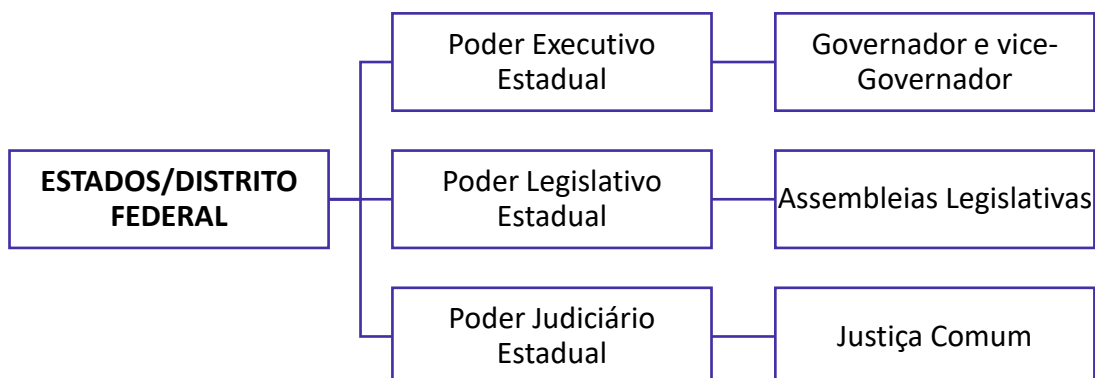 Poder Executivo
Estadual
Governador e vice-
Governador
ESTADOS/DISTRITO
FEDERAL
Poder Legislativo
Estadual
Assembleias Legislativas
Poder Judiciário
Estadual
Justiça Comum